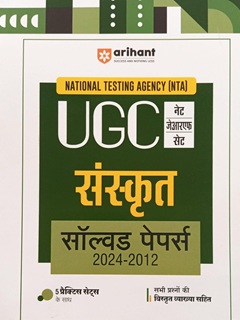 arihant
NATIONAL TESTING AGENCY (NTA)
UGC
नेट
जेआरएफ
सेट
संस्कृत
सॉल्वड पेपर्स
2024-2012
5 प्रैक्टिस सेट्स
के साथ
सभी प्रश्नों की
विस्तृत व्याख्या सहित